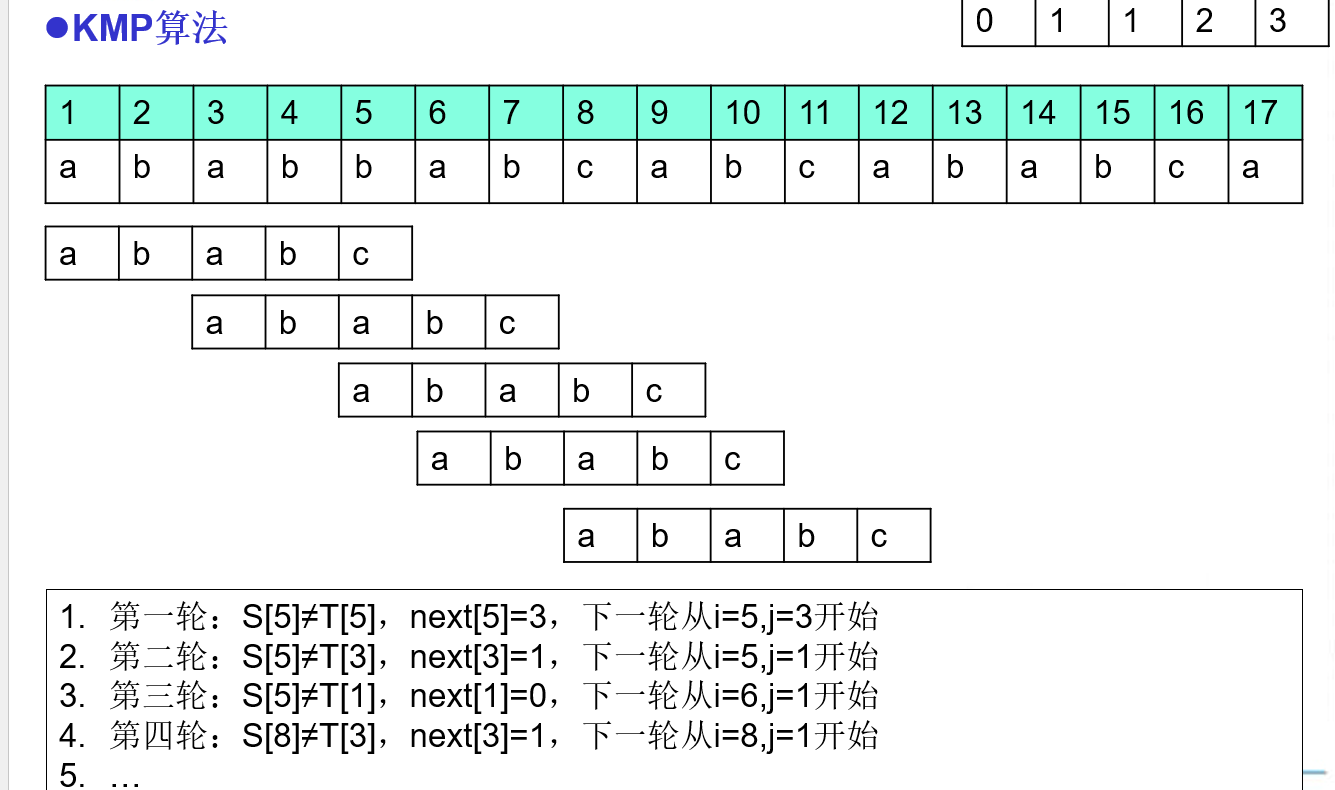 ●KMP算法
0 1 1 2 3
1 2 3 4 5 6 7 8 9 10 11 12 13 14 15 16 17
a b a b b a b c a b c a b a b c a
a b a b c
a b a b c
a b a b c
a b a b c
a b a b c
1. 第一轮：S[5]≠T[5]，next[5]=3，下一轮从i=5,j=3开始
2. 第二轮：S[5]≠T[3]，next[3]=1，下一轮从i=5,j=1开始
3. 第三轮：S[5]≠T[1]，next[1]=0，下一轮从i=6,j=1开始
4. 第四轮：S[8]≠T[3]，next[3]=1，下一轮从i=8,j=1开始
5. …